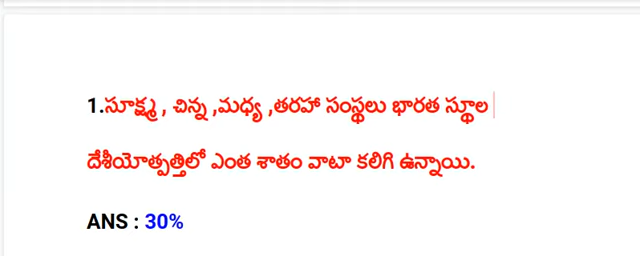 1.సూక్ష్మ , చిన్న ,మధ్య ,తరహా సంస్థలు భారత స్థూల
దేశీయోత్పత్తిలో ఎంత శాతం వాటా కలిగి ఉన్నాయి.
ANS : 30%